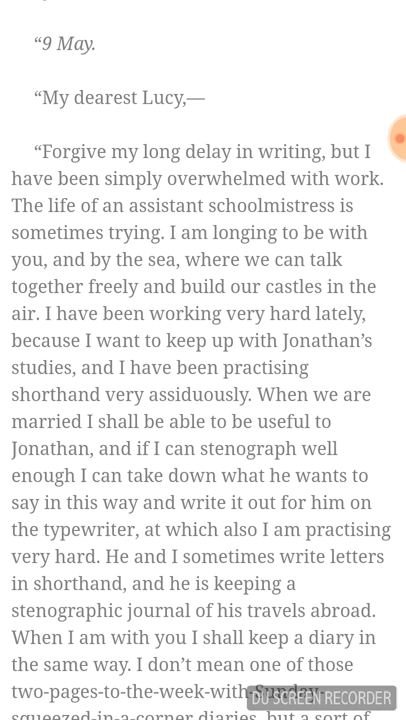 “9 May.
“My dearest Lucy,—
“Forgive my long delay in writing, but I
have been simply overwhelmed with work.
The life of an assistant schoolmistress is
sometimes trying. I am longing to be with
you, and by the sea, where we can talk
together freely and build our castles in the
air. I have been working very hard lately,
because I want to keep up with Jonathan’s
studies, and I have been practising
shorthand very assiduously. When we are
married I shall be able to be useful to
Jonathan, and if I can stenograph well
enough I can take down what he wants to
say in this way and write it out for him on
the typewriter, at which also I am practising
very hard. He and I sometimes write letters
in shorthand, and he is keeping a
stenographic journal of his travels abroad.
When I am with you I shall keep a diary in
the same way. I don’t mean one of those
two-pages-to-the-week-with-Sunday-
DU SCREEN RECORDER
squeezed-in-a-corner diaries, but a sort of